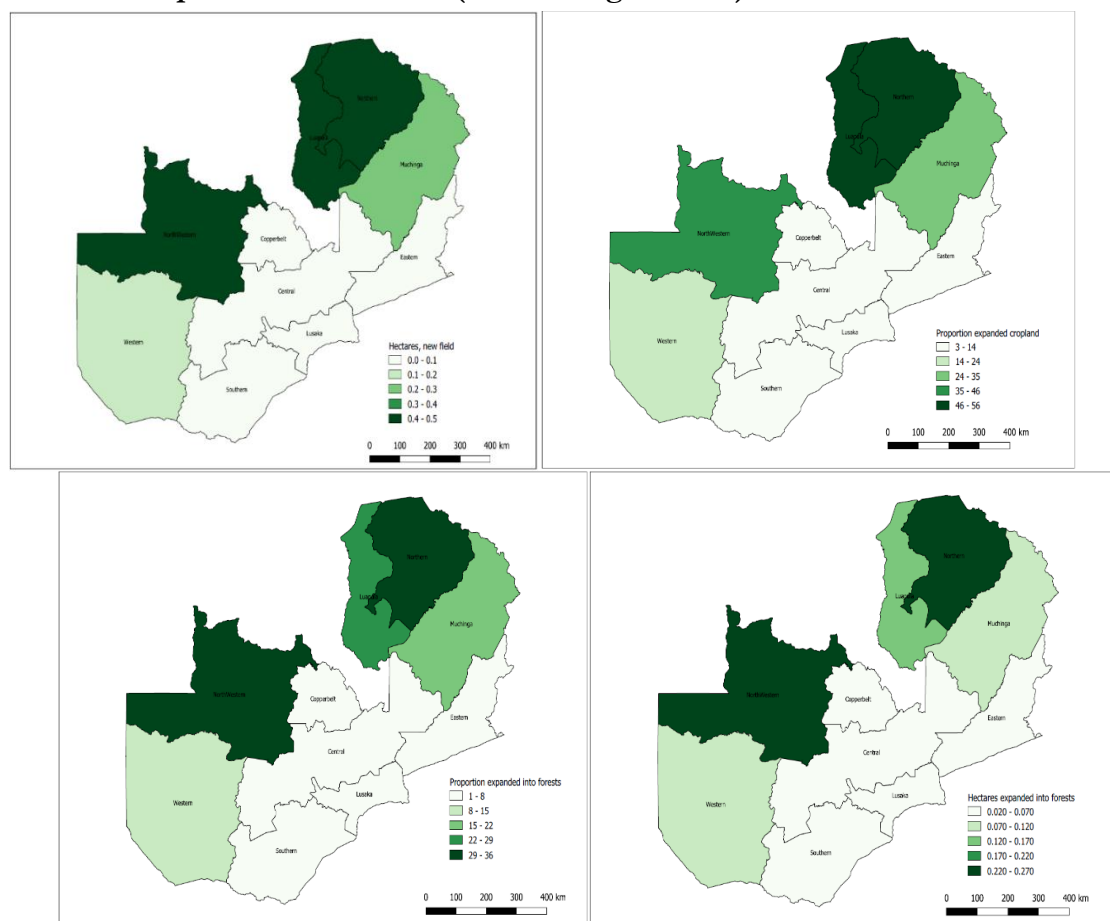 Northern
Luapula
Muchinga
NorthWestern
Copperbelt
Eastern
Central
Lusaka
Western
Southern
Hectares, new field
0.0 - 0.1
0.1 - 0.2
0.2 - 0.3
0.3 - 0.4
0.4 - 0.5
0 100 200 300 400 km
Northern
Luapula
Muchinga
NorthWestern
Copperbelt
Eastern
Central
Lusaka
Western
Southern
Proportion expanded cropland
3 - 14
14 - 24
24 - 35
35 - 46
46 - 56
0 100 200 300 400 km
Northern
Luapula
Muchinga
NorthWestern
Copperbelt
Eastern
Central
Lusaka
Western
Southern
Proportion expanded into forests
1 - 8
8 - 15
15 - 22
22 - 29
29 - 36
0 100 200 300 400 km
Northern
Luapula
Muchinga
NorthWestern
Copperbelt
Eastern
Central
Lusaka
Western
Southern
Hectares expanded into forests
0.020 - 0.070
0.070 - 0.120
0.120 - 0.170
0.170 - 0.220
0.220 - 0.270
0 100 200 300 400 km